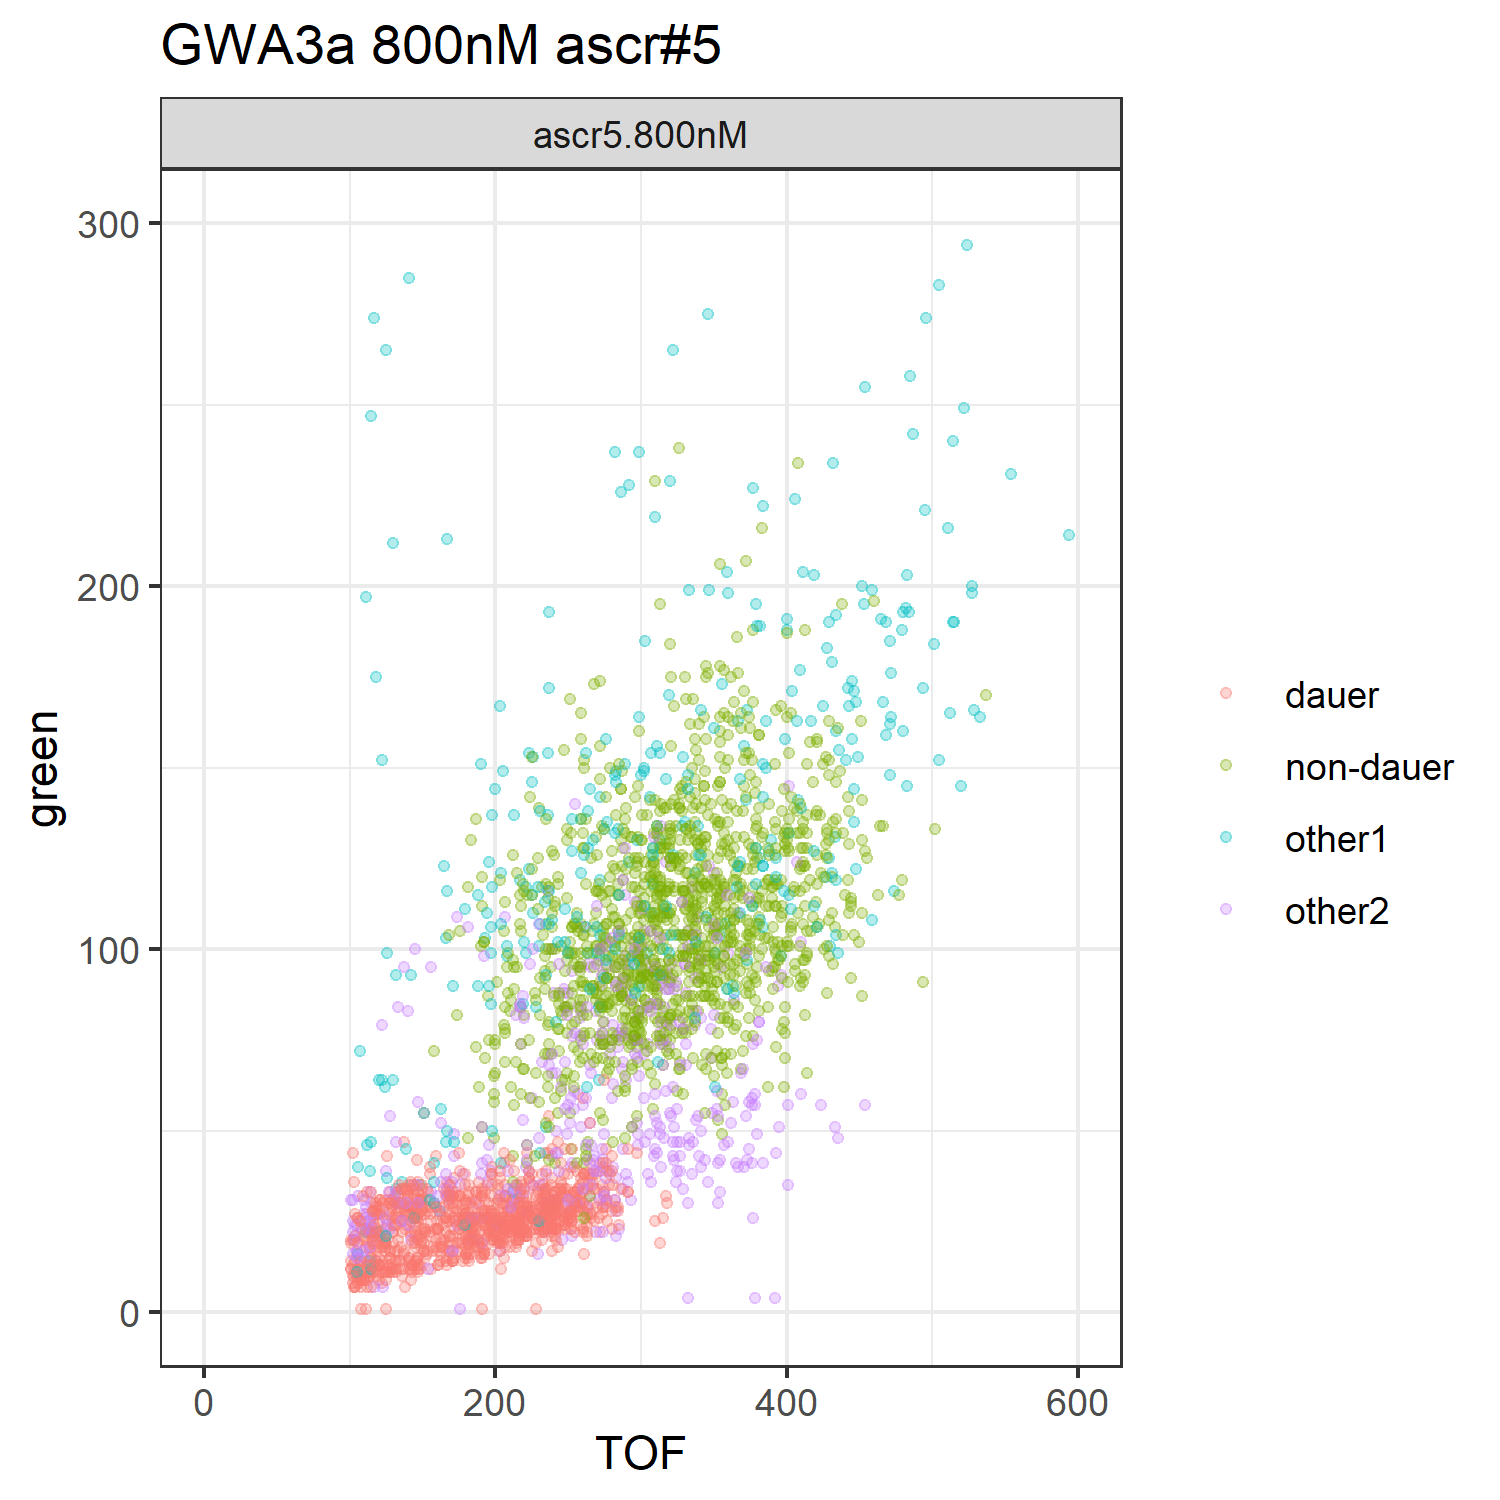 GWA3a 800nM ascr#5
ascr5.800nM
300
200
100
0
green
0 200 400 600
TOF
dauer
non-dauer
other1
other2